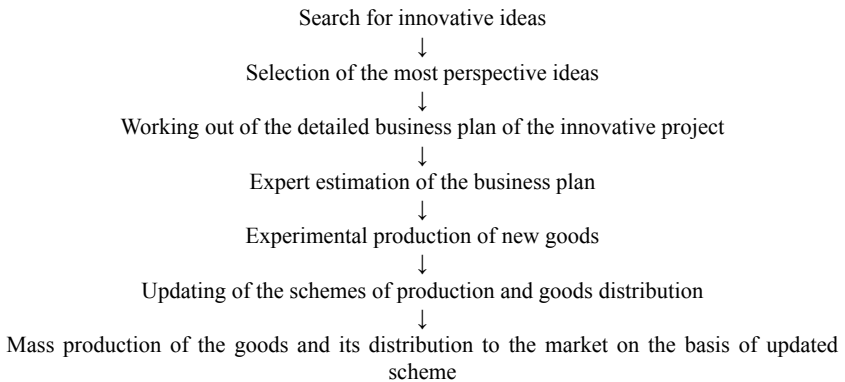 Search for innovative ideas
↓
Selection of the most perspective ideas
↓
Working out of the detailed business plan of the innovative project
↓
Expert estimation of the business plan
↓
Experimental production of new goods
↓
Updating of the schemes of production and goods distribution
↓
Mass production of the goods and its distribution to the market on the basis of updated
scheme